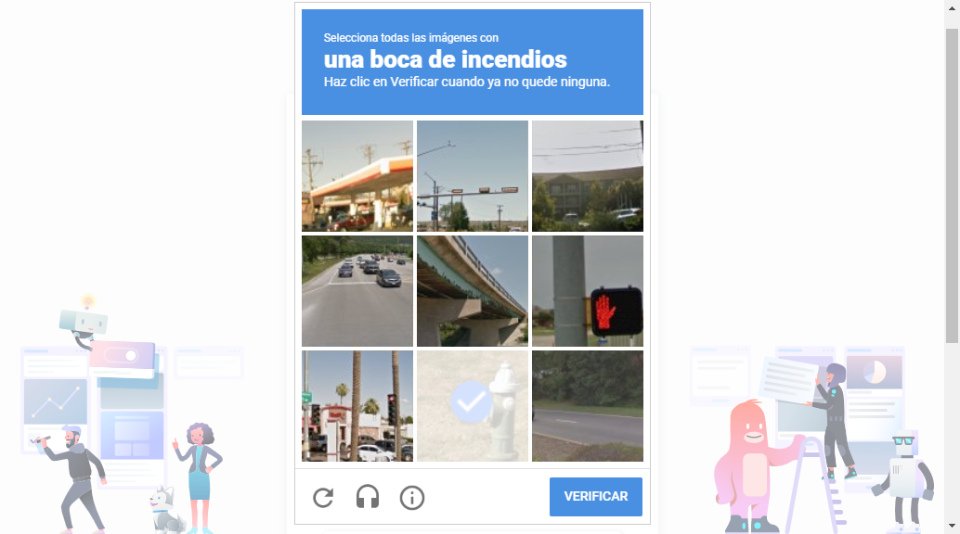 Selecciona todas las imágenes con
una boca de incendios
Haz clic en Verificar cuando ya no quede ninguna.
VERIFICAR